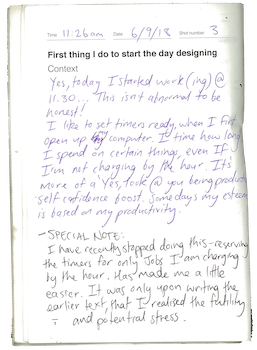 Time 11:26am Date 6/9/18 Shot number 3
First thing I do to start the day designing
Context
Yes, today I started work(ing) @
11.30... This isn't abnormal to be
honest!
I like to set timers ready when I first
open up my computer. I time how long
I spend on certain things, even if
I'm not charging by the hour. It's
more of a Yes, look @ you being productive
self confidence boost. Some days my esteem
is based on my productivity.
- SPECIAL NOTE:
I have recently stopped doing this - reserving
the timers for only jobs I am charging
by the hour. Has made me a little
easier. It was only upon writing the
earlier text, that I realised the futility
and potential stress.